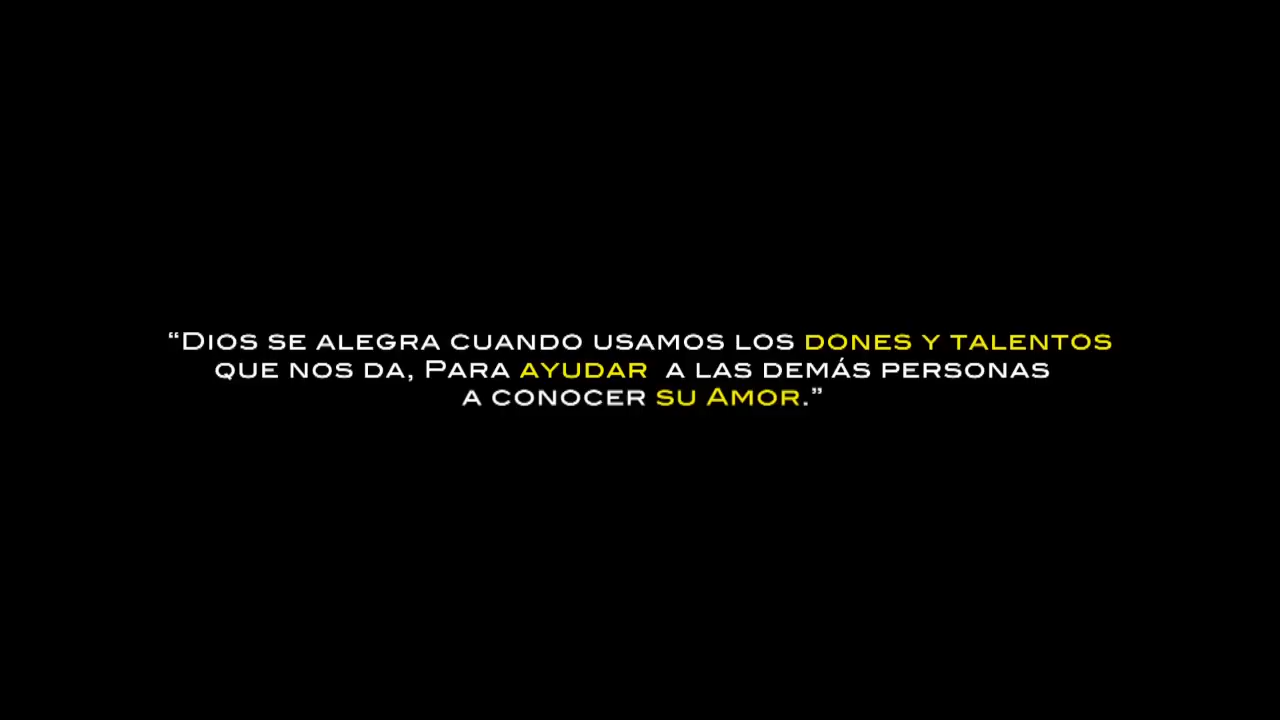 “Dios se alegra cuando usamos los dones y talentos
que nos da, Para ayudar  a las demás personas
a conocer su Amor.”